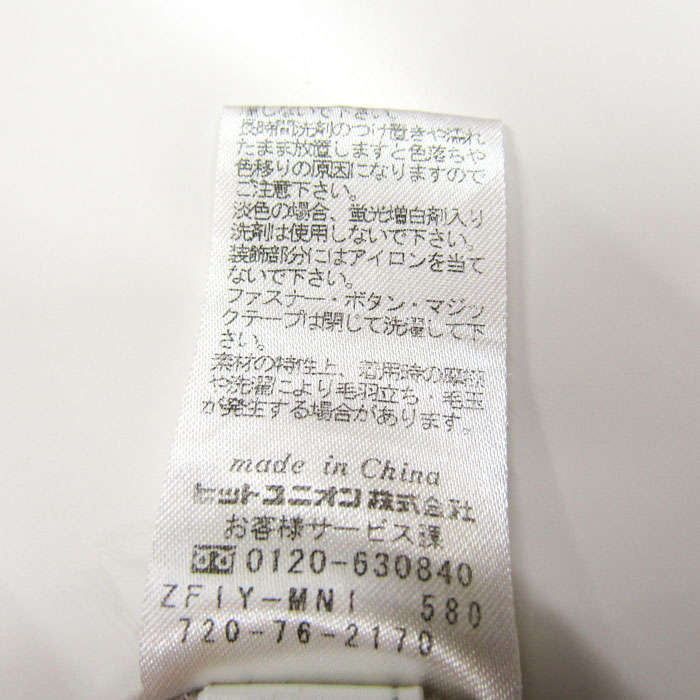 しないで下さい。
長時間洗剤のつけ置きや濡れ
たまま放置しますと色落ちや
色移りの原因になりますので
ご注意下さい。
淡色の場合、蛍光増白剤入り
洗剤は使用しないで下さい。
装飾部分にはアイロンを当て
ないで下さい。
ファスナー・ボタン・マジッ
クテープは閉じて洗濯して下
さい。
素材の特性上、着用時の摩擦
や洗濯により毛羽立ち・毛玉
が発生する場合があります。
made in China
ヒットユニオン株式会社
お客様サービス課
0120-630840
ZFIY-MNI 580
720-76-2170